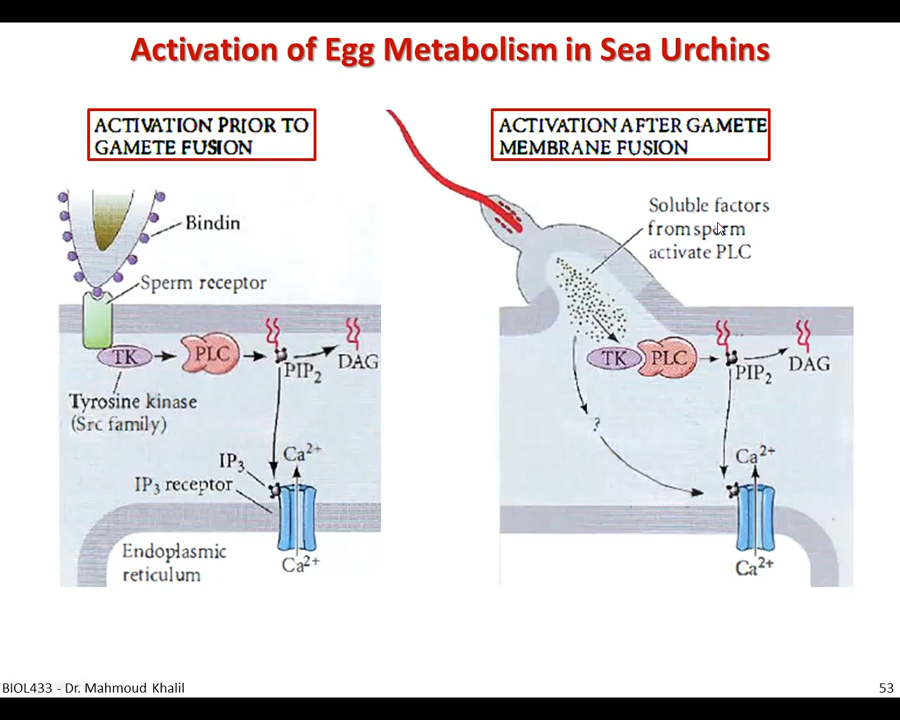 Activation of Egg Metabolism in Sea Urchins
ACTIVATION PRIOR TO
GAMETE FUSION
Bindin
Sperm receptor
TK
PLC
PIP2
DAG
Tyrosine kinase
(Src family)
IP3
Ca2+
IP3 receptor
Endoplasmic
reticulum
Ca2+
ACTIVATION AFTER GAMETE
MEMBRANE FUSION
Soluble factors
from sperm
activate PLC
TK
PLC
PIP2
DAG
?
Ca2+
Ca2+
BIOL433 - Dr. Mahmoud Khalil
53